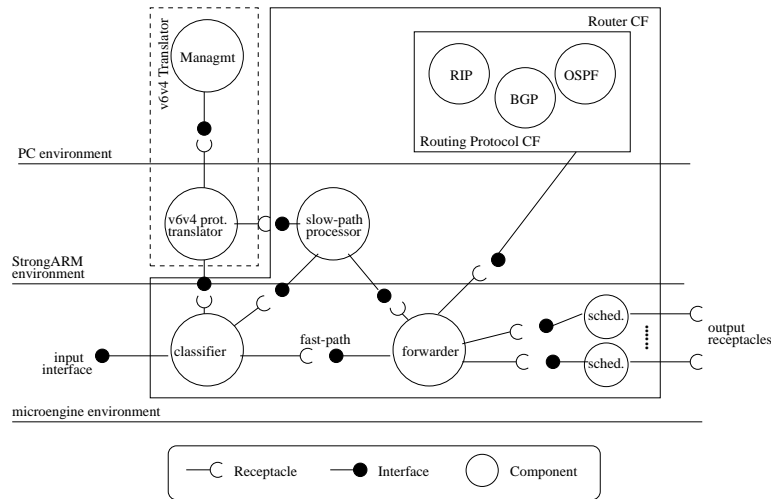 Router CF
v6v4 Translator
Managmt
RIP
BGP
OSPF
Routing Protocol CF
PC environment
v6v4 prot.
translator
slow-path
processor
StrongARM
environment
input
interface
classifier
fast-path
forwarder
sched.
sched.
output
receptacles
microengine environment
Receptacle
Interface
Component